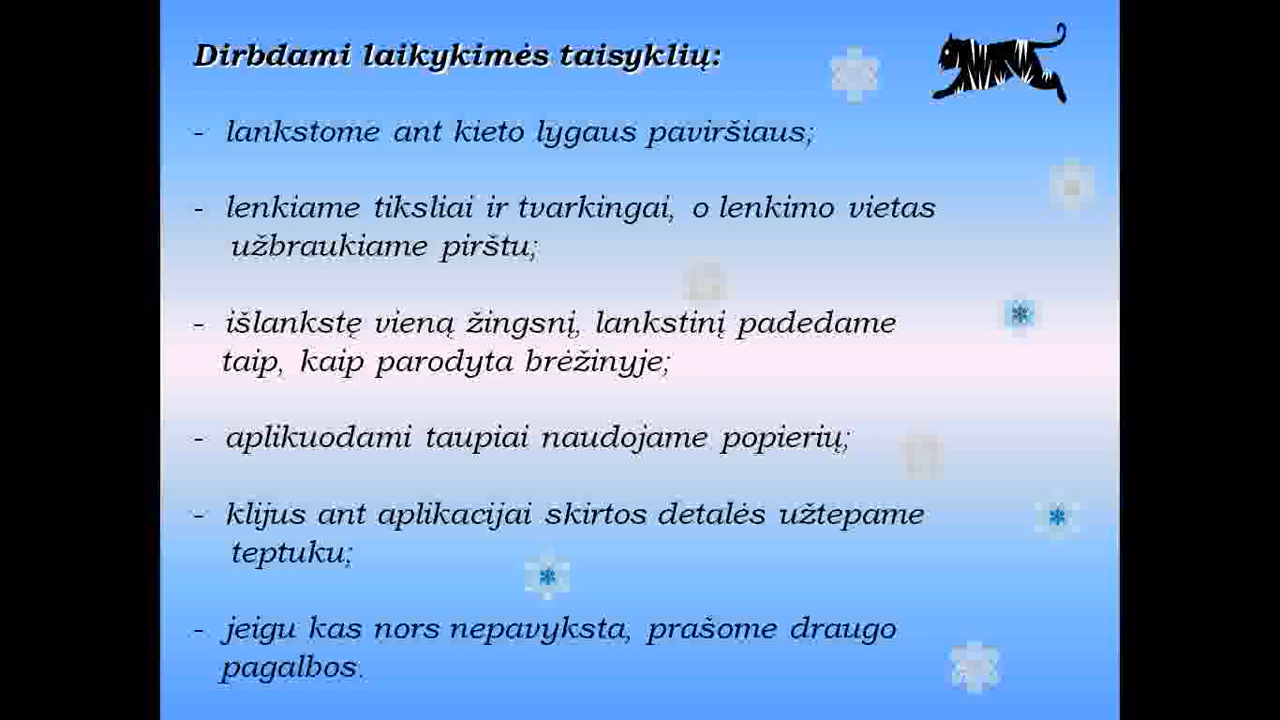 Dirbdami laikykimės taisyklių:
- lankstome ant kieto lygaus paviršiaus;
- lenkiame tiksliai ir tvarkingai, o lenkimo vietas
užbraukiame pirštu;
- išlankstę vieną žingsnį, lankstinį padedame
taip, kaip parodyta brėžinyje;
- aplikuodami taupiai naudojame popierių;
- klijus ant aplikacijai skirtos detalės užtepame
teptuku;
- jeigu kas nors nepavyksta, prašome draugo
pagalbos.